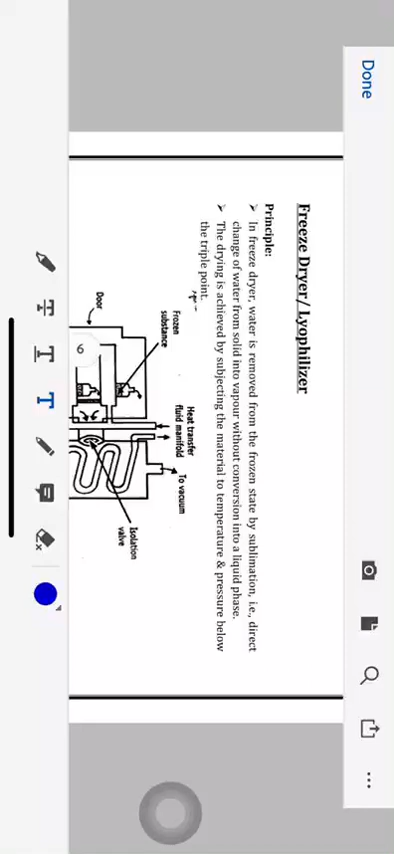 Done
Freeze Dryer/ Lyophilizer
Principle:
➤ In freeze dryer, water is removed from the frozen state by sublimation, i.e., direct
change of water from solid into vapour without conversion into a liquid phase.
➤ The drying is achieved by subjecting the material to temperature & pressure below
the triple point.
Frozen
substance
Heat transfer
fluid manifold
To vacuum
Door
Isolation
valve
6
T
T
T